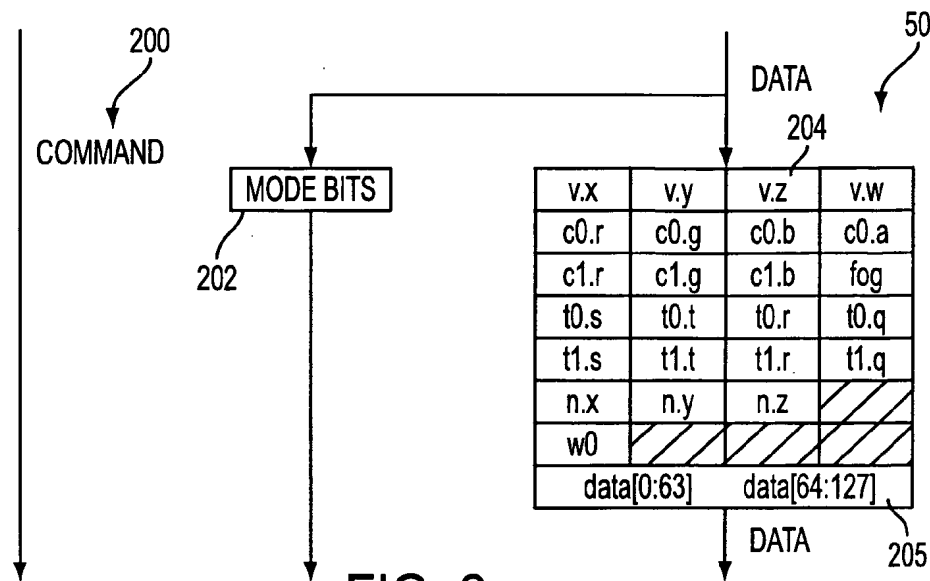 200
50
DATA
COMMAND
204
MODE BITS
202
v.x v.y v.z v.w
c0.r c0.g c0.b c0.a
c1.r c1.g c1.b fog
t0.s t0.t t0.r t0.q
t1.s t1.t t1.r t1.q
n.x n.y n.z
w0
data[0:63] data[64:127]
205
DATA